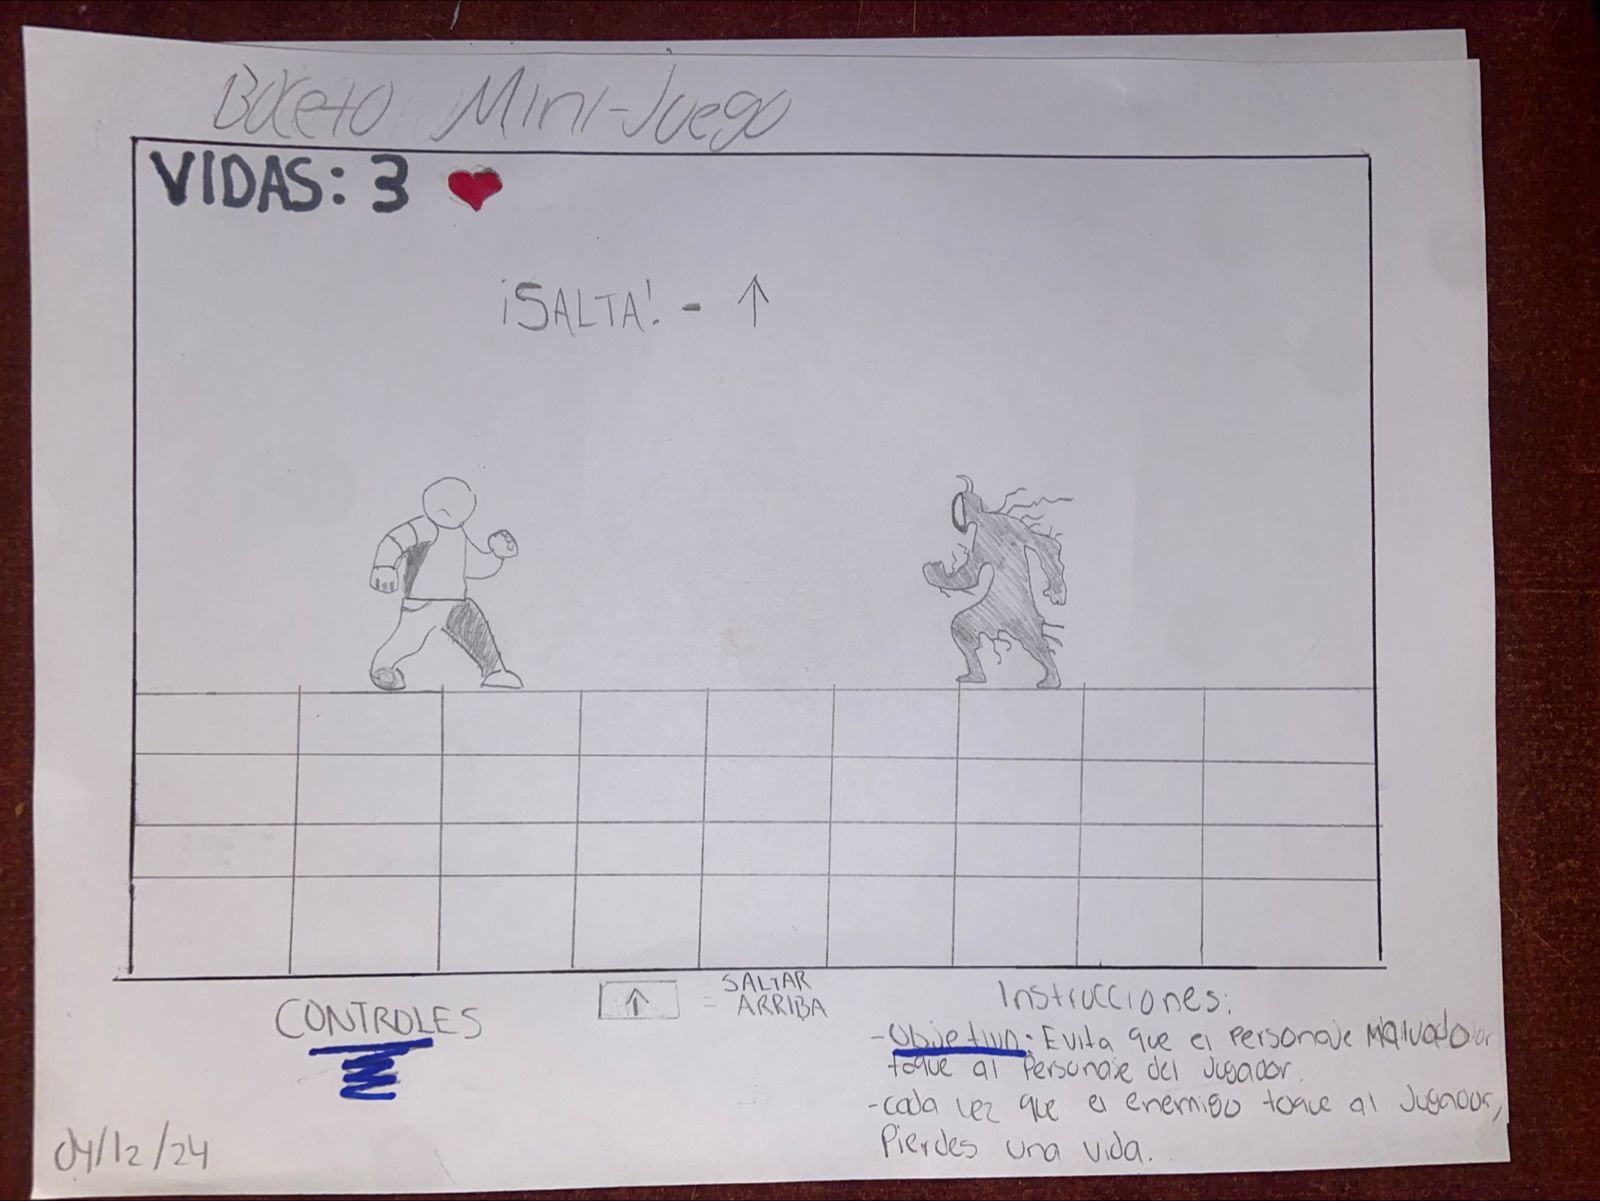 Boceto Mini-Juego
VIDAS: 3
¡SALTA! - ↑
CONTROLES
↑ = SALTAR
ARRIBA
Instrucciones:
- Objetivo: Evita que el Personaje Malvado
toque al Personaje del Jugador.
- cada vez que el enemigo toque al Jugador,
Pierdes una vida.
04/12/24